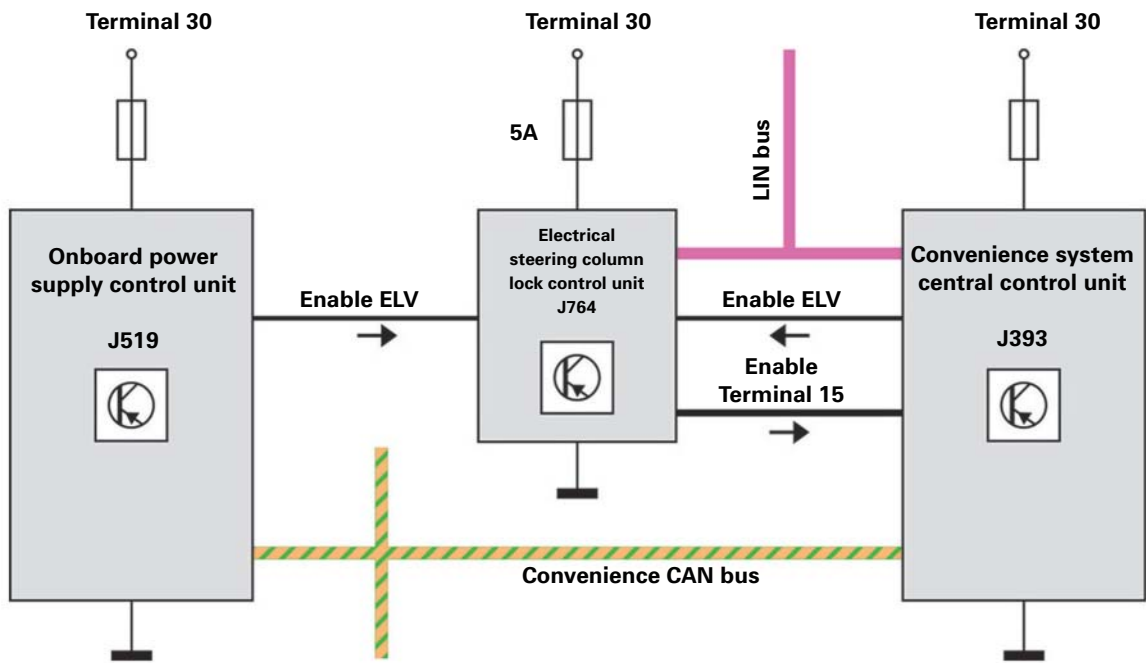 Terminal 30
Terminal 30
Terminal 30
5A
LIN bus
Onboard power
supply control unit
J519
Enable ELV
Electrical
steering column
lock control unit
J764
Enable ELV
Enable
Terminal 15
Convenience system
central control unit
J393
Convenience CAN bus